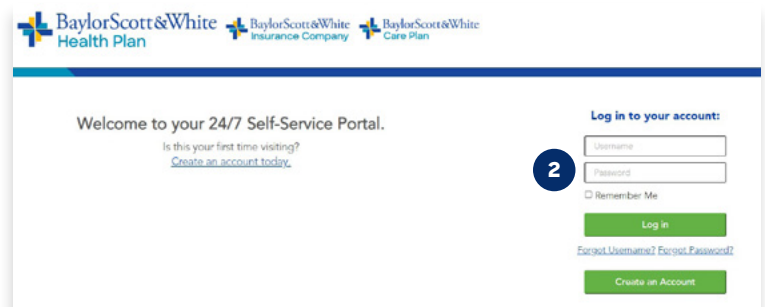 BaylorScott&White
Health Plan
BaylorScott&White
Insurance Company
BaylorScott&White
Care Plan
Welcome to your 24/7 Self-Service Portal.
Is this your first time visiting?
Create an account today.
Log in to your account:
Username
2
Password
Remember Me
Log in
Forgot Username? Forgot Password?
Create an Account